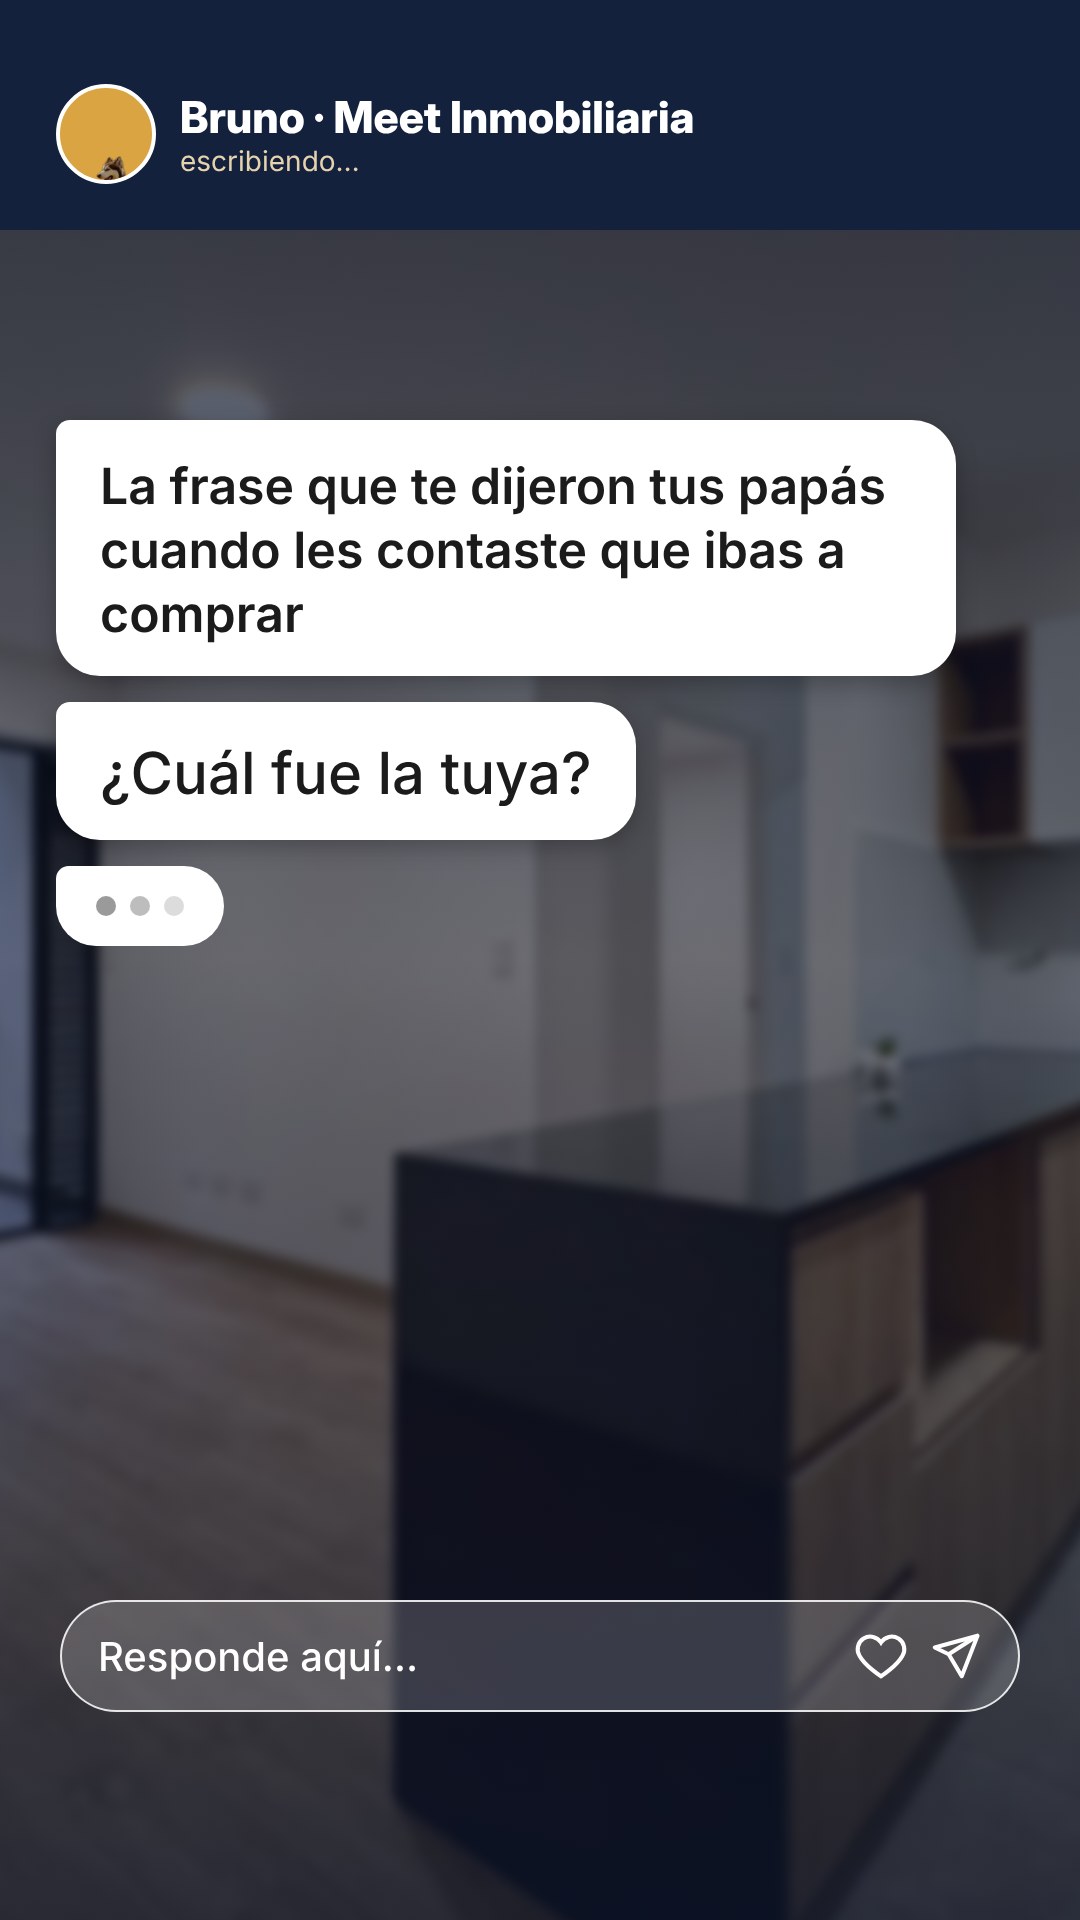 Bruno · Meet Inmobiliaria
escribiendo...
La frase que te dijeron tus papás
cuando les contaste que ibas a
comprar
¿Cuál fue la tuya?
Responde aquí...